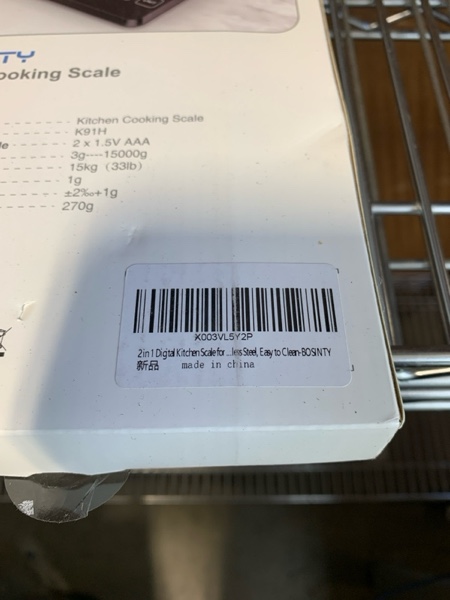 TY
ooking Scale
Kitchen Cooking Scale
K91H
le 2 x 1.5V AAA
3g----15000g
15kg (33lb)
1g
±2‰+1g
270g
X003VL5Y2P
2 in 1 Digital Kitchen Scale for ...less Steel, Easy to Clean-BOSINTY
新品 made in china